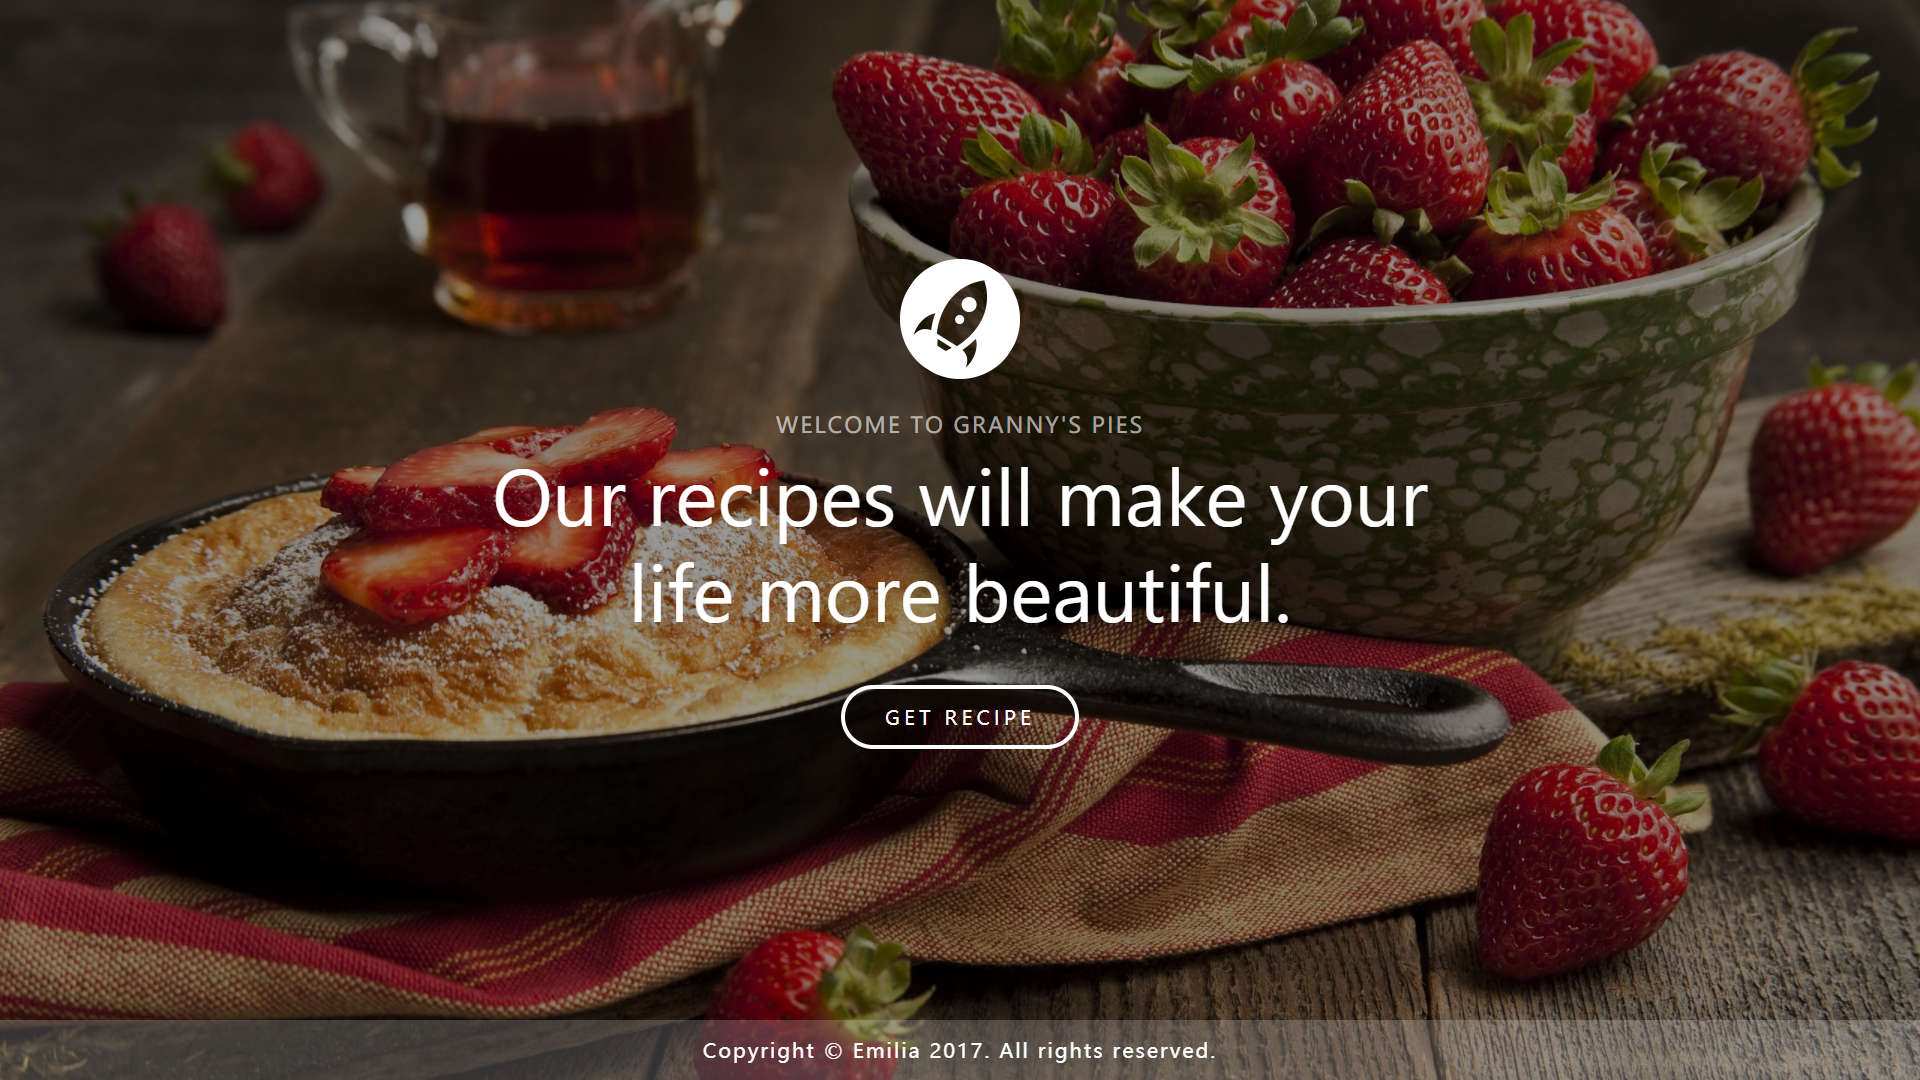 WELCOME TO GRANNY'S PIES
Our recipes will make your
life more beautiful.
GET RECIPE
Copyright © Emilia 2017. All rights reserved.